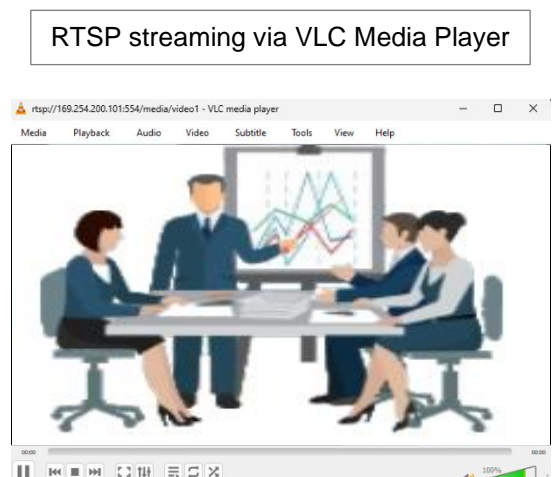 RTSP streaming via VLC Media Player
rtsp://169.254.200.101:554/media/video1 - VLC media player
Media Playback Audio Video Subtitle Tools View Help
00:00 00:00
100%